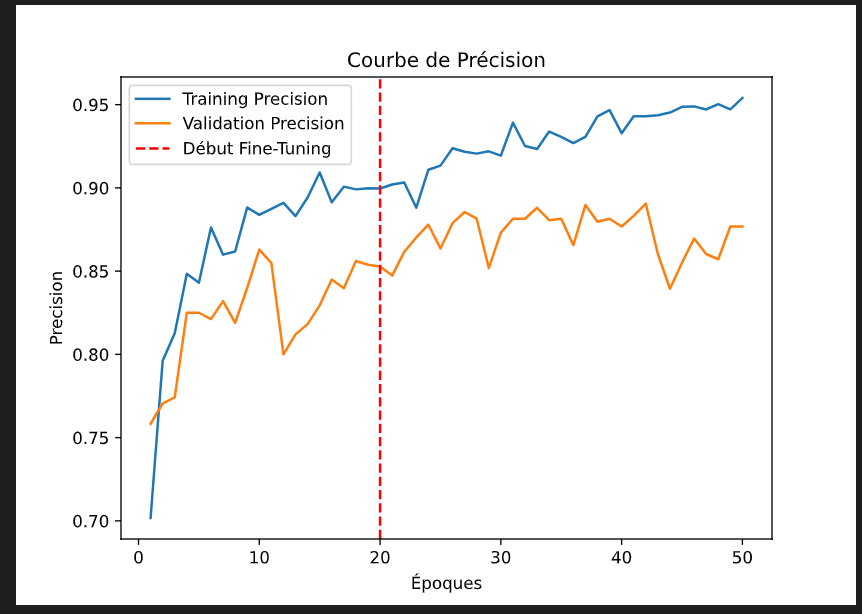 Courbe de Précision
Training Precision
Validation Precision
Début Fine-Tuning
Precision
0.95
0.90
0.85
0.80
0.75
0.70
0 10 20 30 40 50
Époques